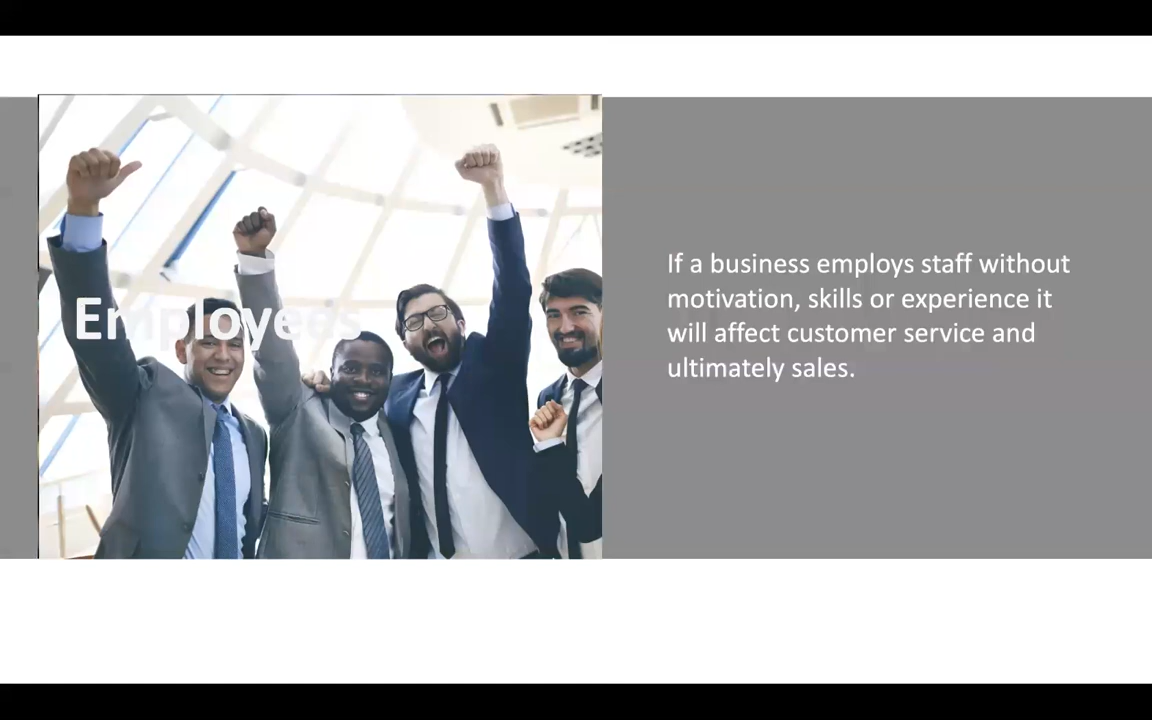 Employees
If a business employs staff without
motivation, skills or experience it
will affect customer service and
ultimately sales.